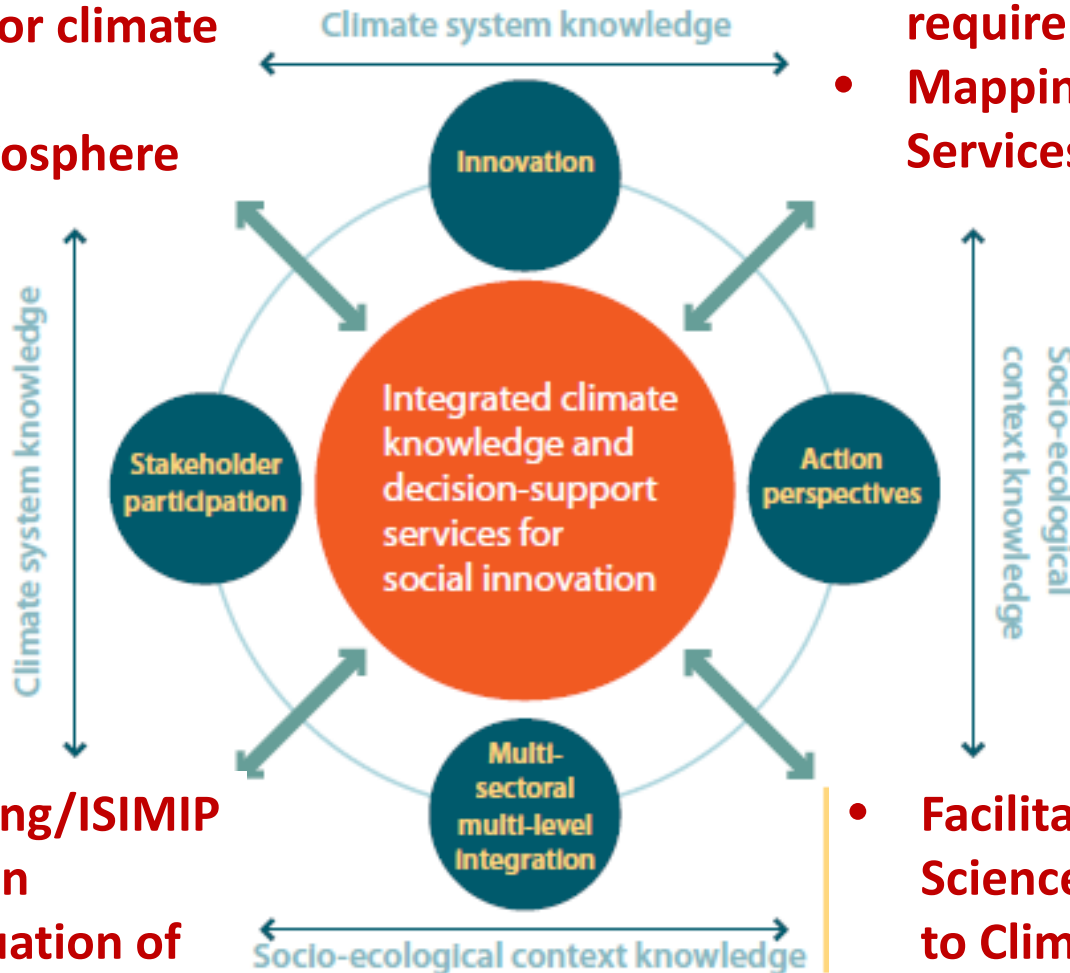 or climate
osphere
Climate system knowledge
require
• Mappin
Services
Innovation
Climate system knowledge
Integrated climate
knowledge and
decision-support
services for
social innovation
Stakeholder
participation
Action
perspectives
Socio-ecological
context knowledge
Multi-
sectoral
multi-level
integration
ng/ISIMIP
n
uation of
Socio-ecological context knowledge
• Facilita
Science
to Clim